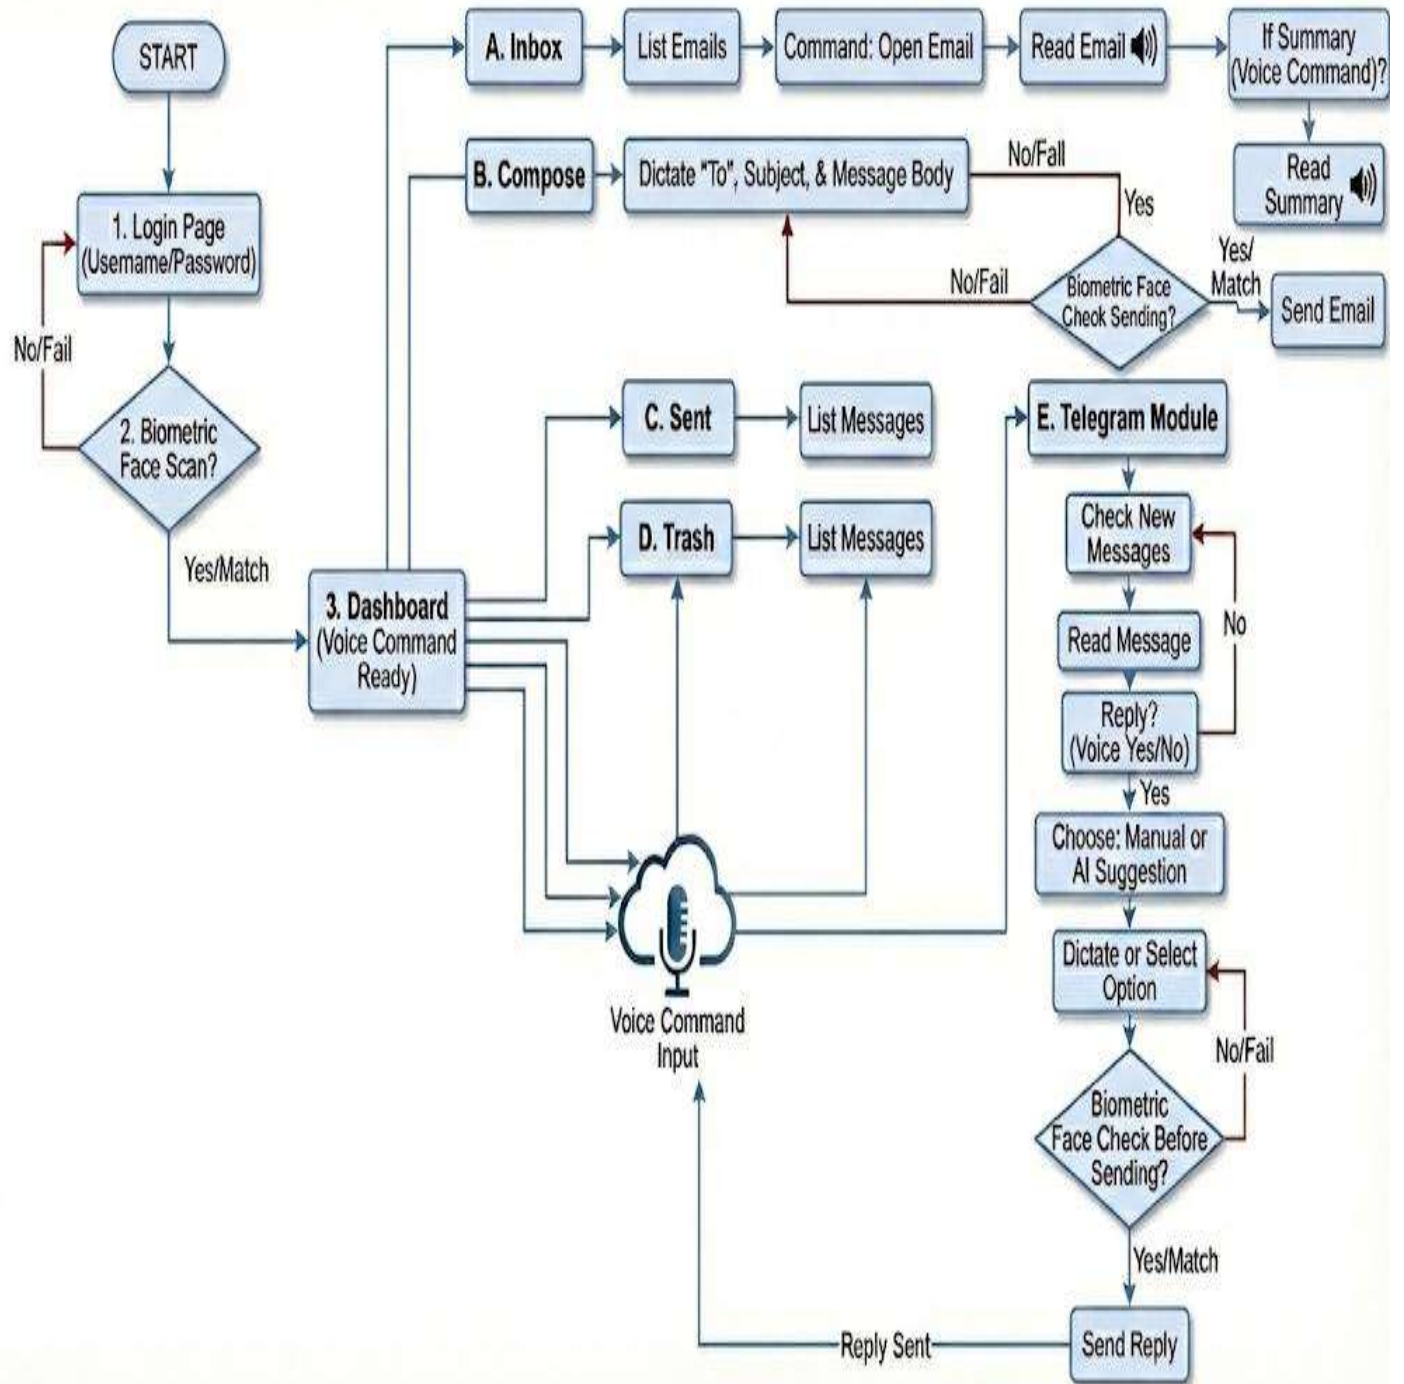 START
1. Login Page
(Username/Password)
No/Fail
2. Biometric
Face Scan?
Yes/Match
3. Dashboard
(Voice Command
Ready)
A. Inbox
List Emails
Command: Open Email
Read Email
If Summary
(Voice Command)?
Read
Summary
B. Compose
Dictate "To", Subject, & Message Body
No/Fall
Yes
No/Fail
Biometric Face
Cheok Sending?
Yes/
Match
Send Email
C. Sent
List Messages
D. Trash
List Messages
E. Telegram Module
Check New
Messages
No
Read Message
Reply?
(Voice Yes/No)
Yes
Choose: Manual or
AI Suggestion
Dictate or Select
Option
No/Fail
Biometric
Face Check Before
Sending?
Yes/Match
Send Reply
Reply Sent
Voice Command
Input